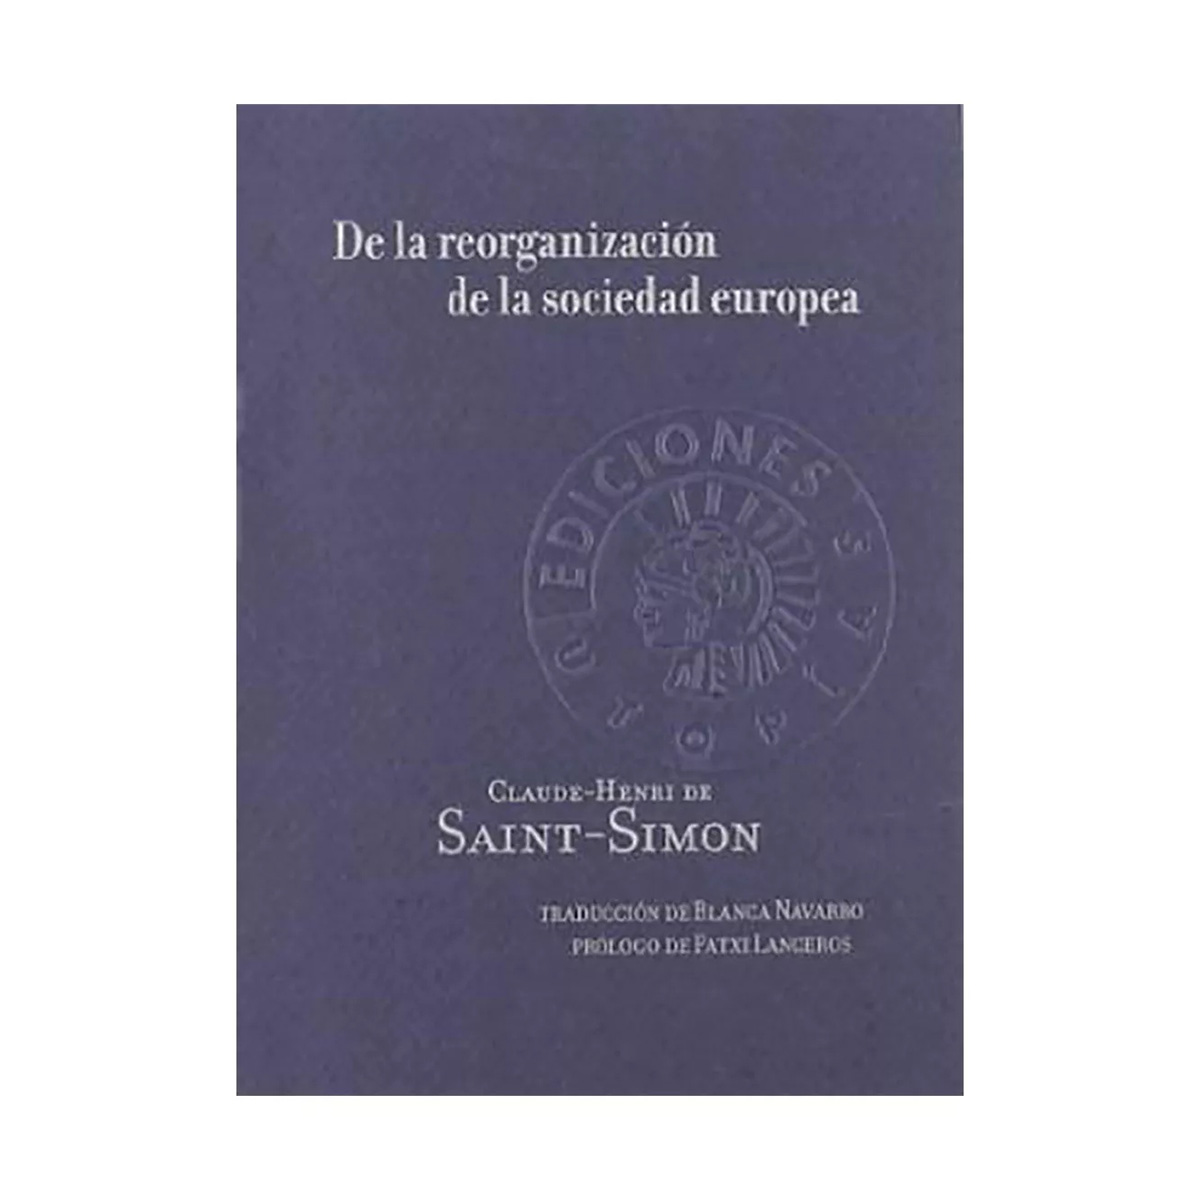 De la reorganización
de la sociedad europea
EDICIONES
UTOPÍAS
CLAUDE-HENRI DE
SAINT-SIMON
TRADUCCIÓN DE BLANCA NAVARRO
PRÓLOGO DE PATXI LANCEROS